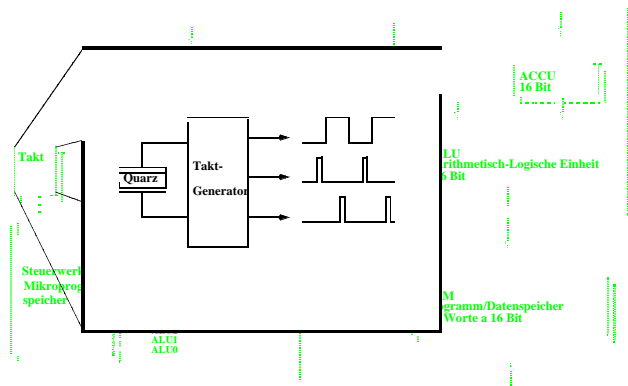 ACCU
16 Bit
Takt
LU
rithmetisch-Logische Einheit
6 Bit
Takt-
Generator
Quarz
Steuerwerk
Mikroprog
speicher
M
ogramm/Datenspeicher
Worte a 16 Bit
ALU1
ALU0